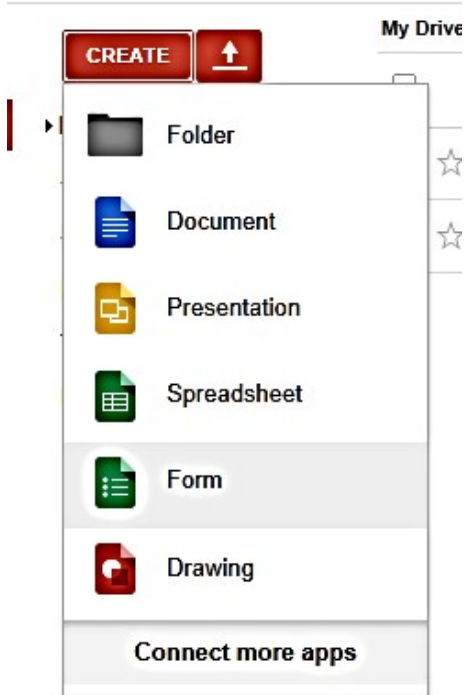 My Drive
CREATE
Folder
Document
Presentation
Spreadsheet
Form
Drawing
Connect more apps